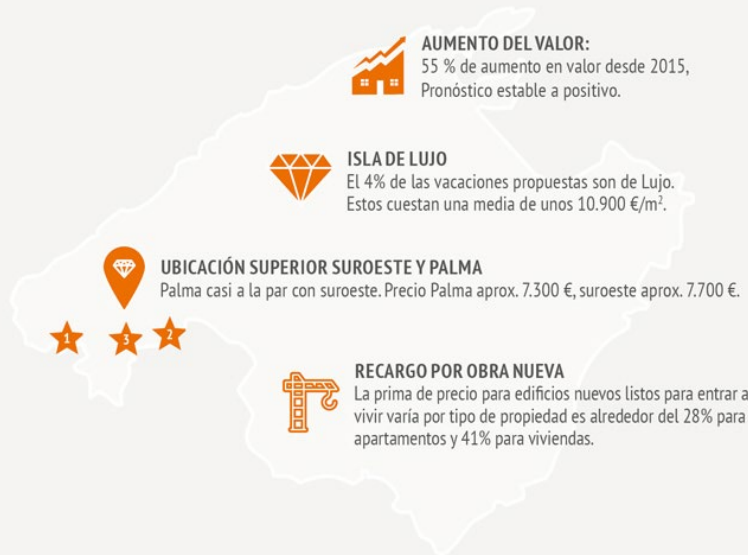 AUMENTO DEL VALOR:
55 % de aumento en valor desde 2015,
Pronóstico estable a positivo.
ISLA DE LUJO
El 4% de las vacaciones propuestas son de Lujo.
Estos cuestan una media de unos 10.900 €/m².
UBICACIÓN SUPERIOR SUROESTE Y PALMA
Palma casi a la par con suroeste. Precio Palma aprox. 7.300 €, suroeste aprox. 7.700 €.
1 3 2
RECARGO POR OBRA NUEVA
La prima de precio para edificios nuevos listos para entrar a
vivir varía por tipo de propiedad es alrededor del 28% para
apartamentos y 41% para viviendas.